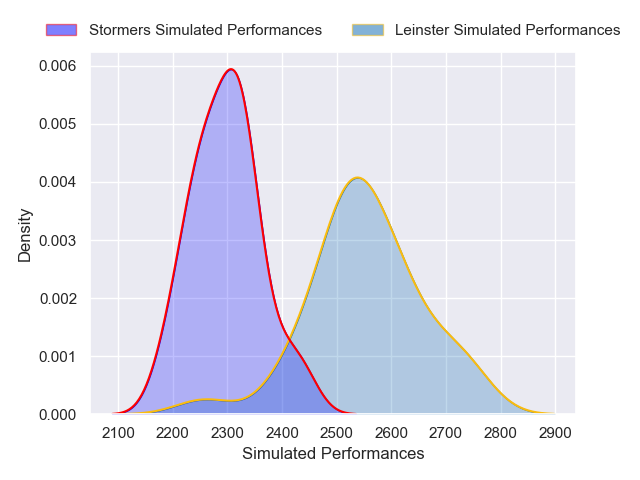 Stormers Simulated Performances Leinster Simulated Performances
0.006
0.005
0.004
0.003
0.002
0.001
0.000
Density
2100 2200 2300 2400 2500 2600 2700 2800 2900
Simulated Performances